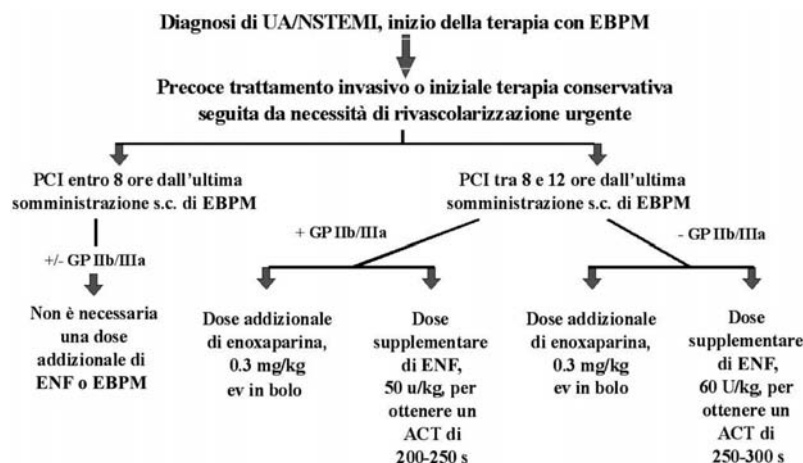 Diagnosi di UA/NSTEMI, inizio della terapia con EBPM
Precoce trattamento invasivo o iniziale terapia conservativa
seguita da necessità di rivascolarizzazione urgente
PCI entro 8 ore dall'ultima
somministrazione s.c. di EBPM
PCI tra 8 e 12 ore dall'ultima
somministrazione s.c. di EBPM
+/- GP IIb/IIIa
+ GP IIb/IIIa
- GP IIb/IIIa
Non è necessaria
una dose
addizionale di
ENF o EBPM
Dose addizionale
di enoxaparina,
0.3 mg/kg
ev in bolo
Dose
supplementare
di ENF,
50 u/kg, per
ottenere un
ACT di
200-250 s
Dose addizionale
di enoxaparina,
0.3 mg/kg
ev in bolo
Dose
supplementare
di ENF,
60 U/kg, per
ottenere un
ACT di
250-300 s